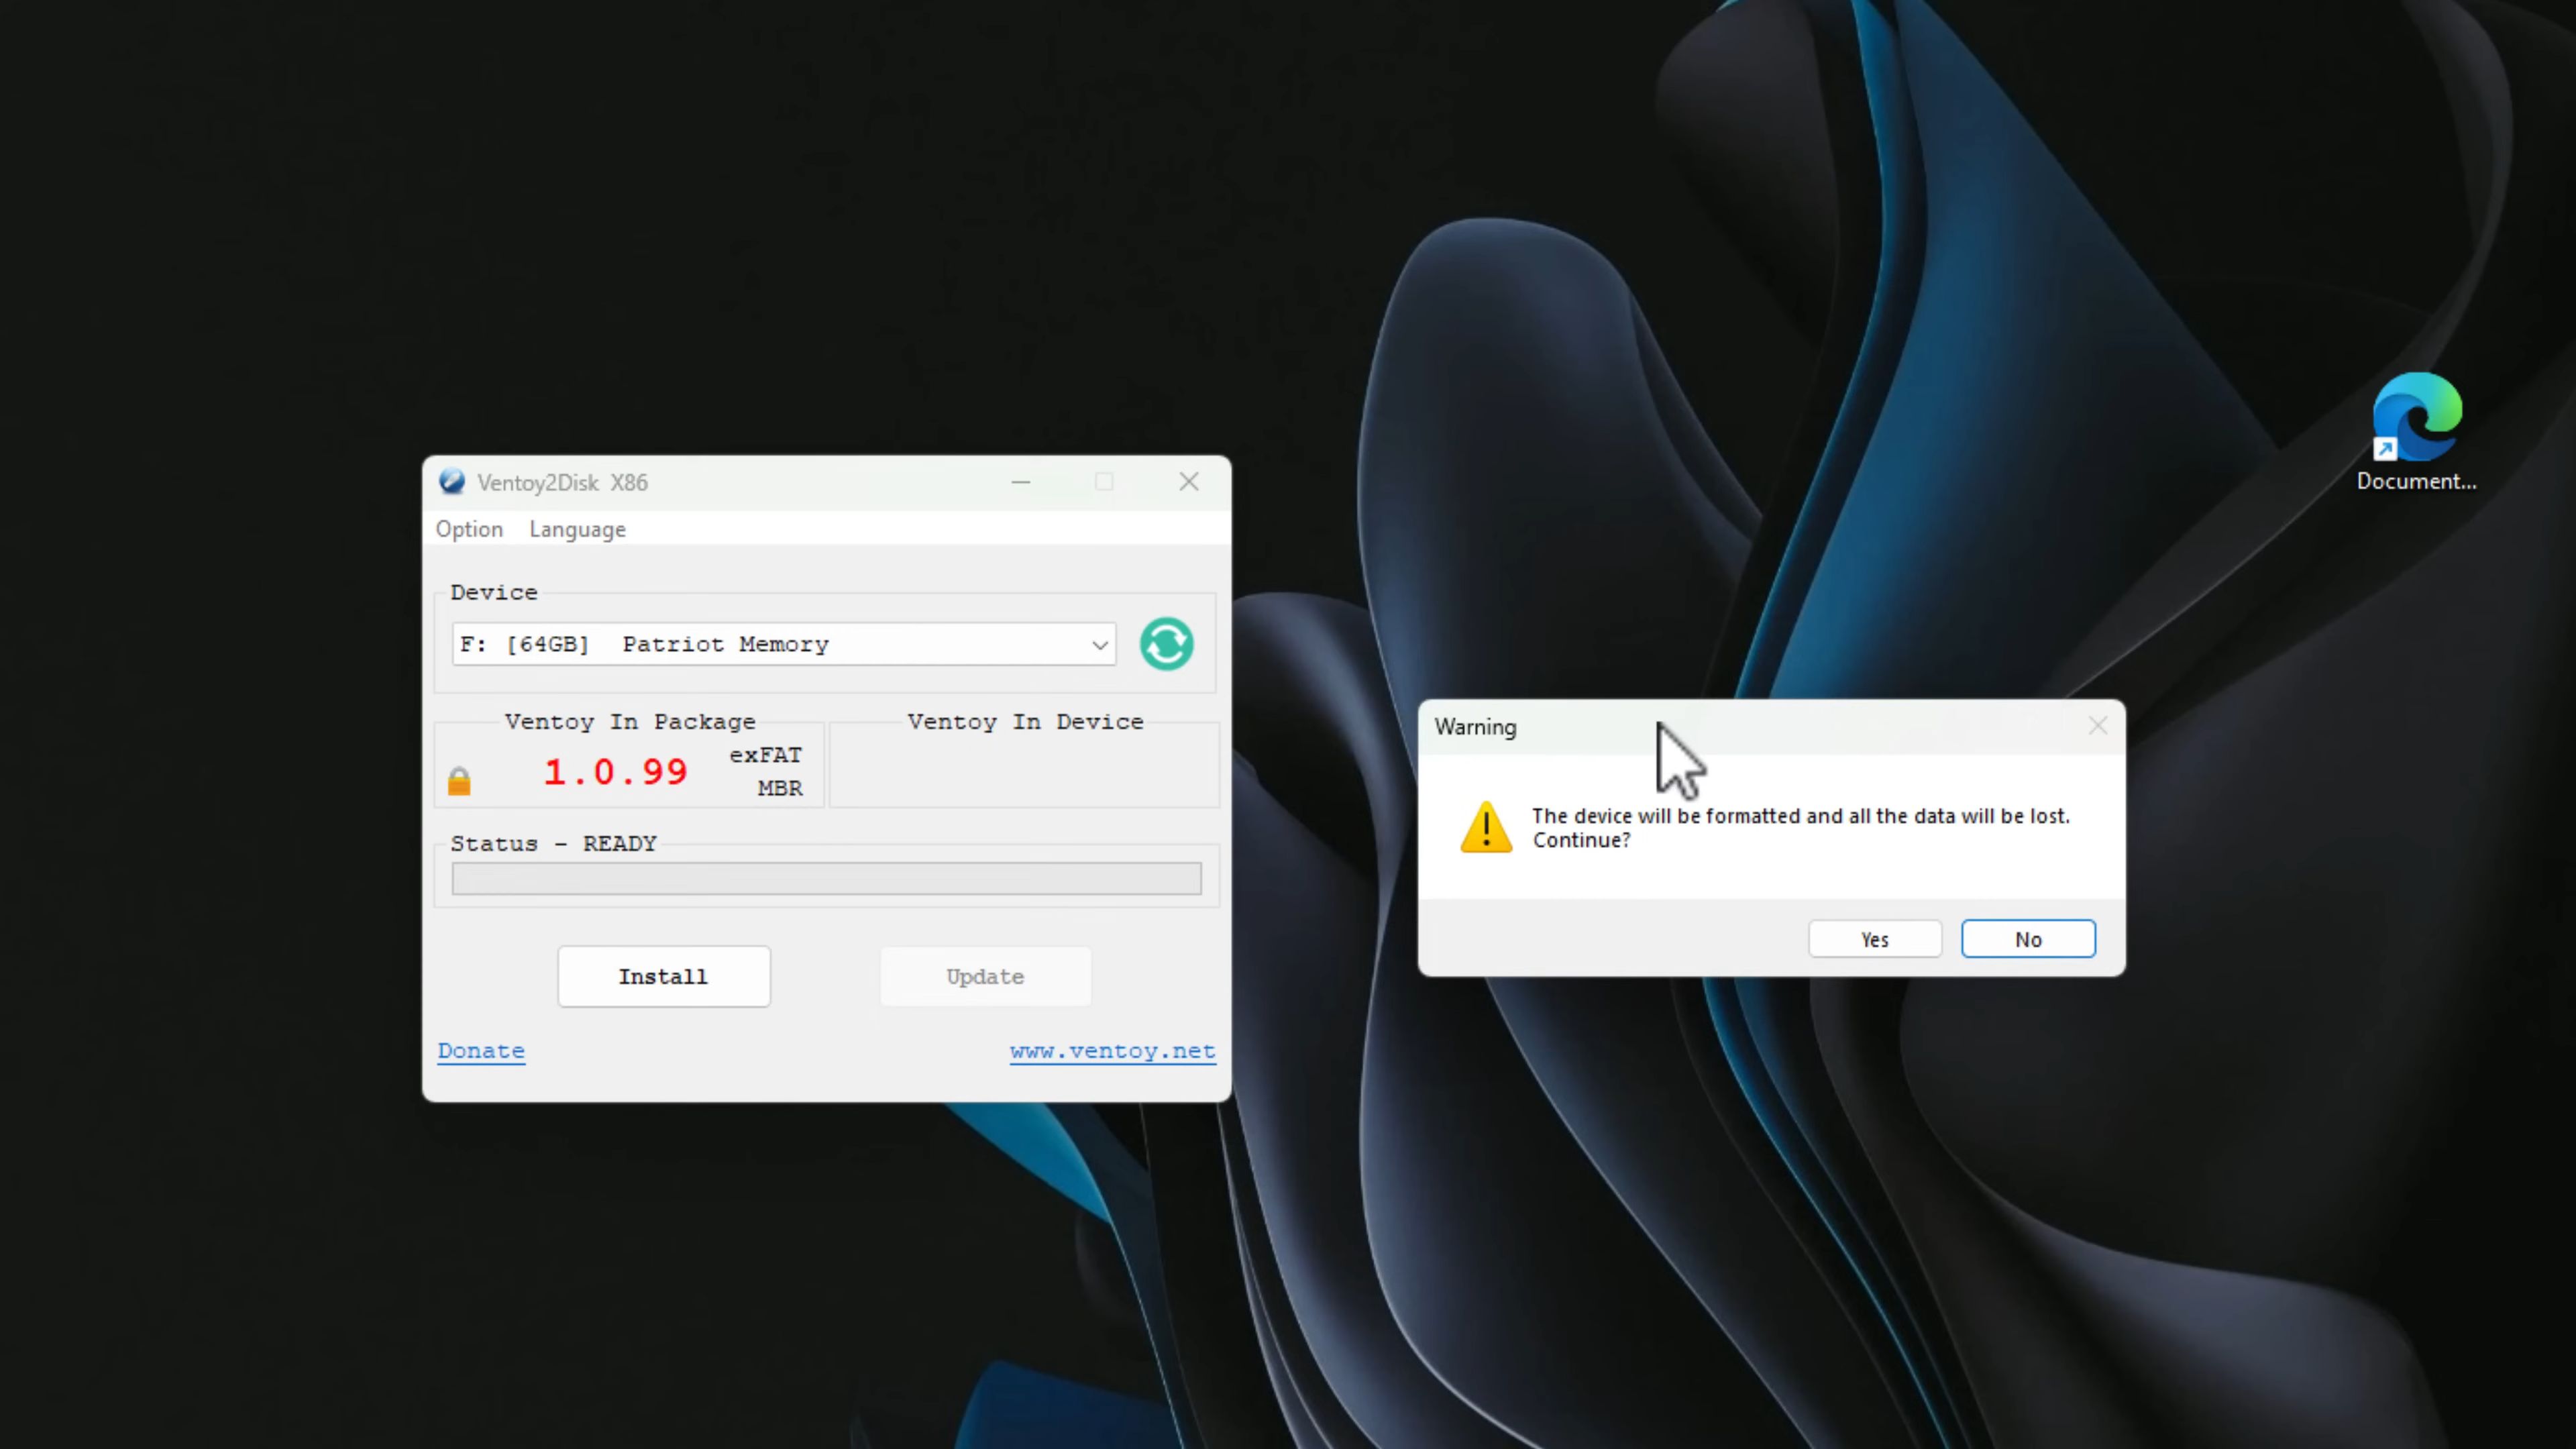 Document...
Ventoy2Disk X86
Option Language
Device
F: [64GB] Patriot Memory
Ventoy In Package
1.0.99
exFAT
MBR
Ventoy In Device
Status - READY
Install
Update
Donate
www.ventoy.net
Warning
The device will be formatted and all the data will be lost.
Continue?
Yes
No